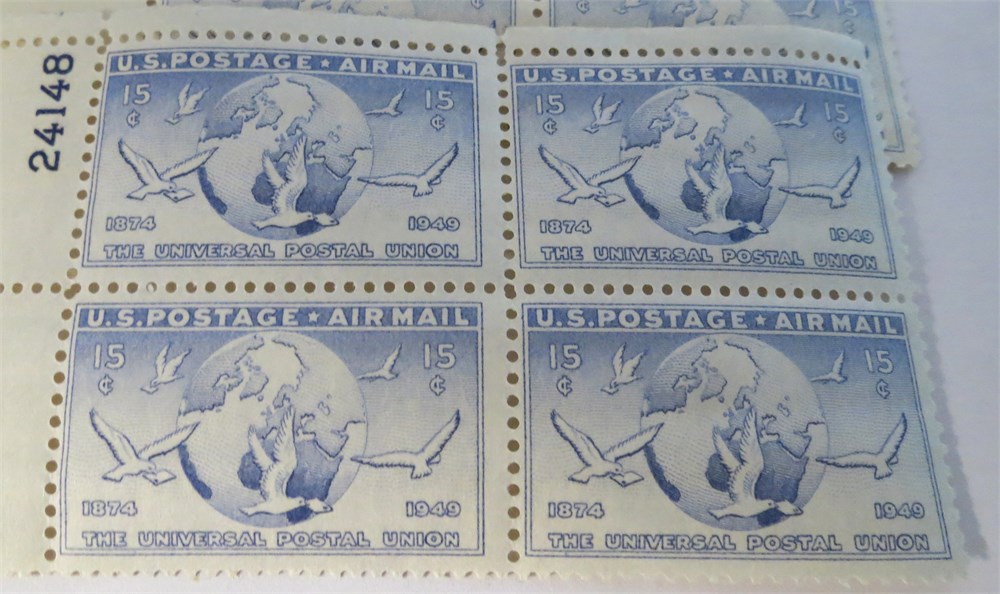 24148
U.S. POSTAGE ★ AIR MAIL
15 ¢ 15 ¢
1874 1949
THE UNIVERSAL POSTAL UNION
U.S. POSTAGE ★ AIR MAIL
15 ¢ 15 ¢
1874 1949
THE UNIVERSAL POSTAL UNION
U.S. POSTAGE ★ AIR MAIL
15 ¢ 15 ¢
1874 1949
THE UNIVERSAL POSTAL UNION
U.S. POSTAGE ★ AIR MAIL
15 ¢ 15 ¢
1874 1949
THE UNIVERSAL POSTAL UNION